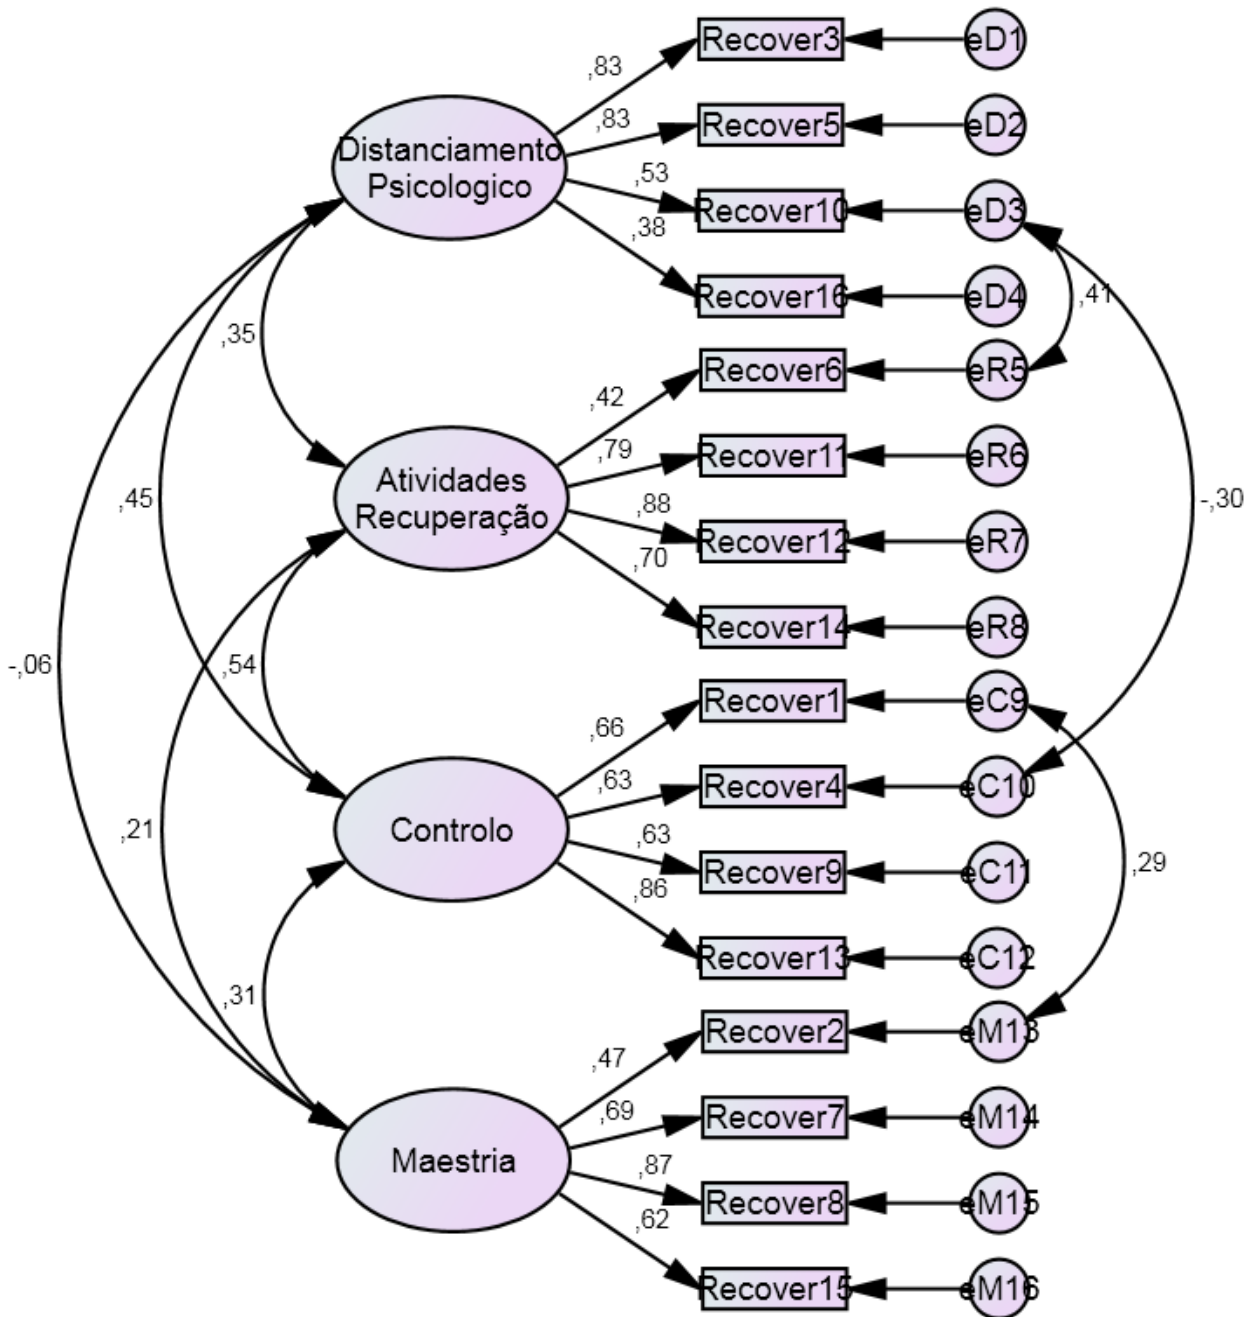 Recover3
eD1
,83
Recover5
eD2
,83
Distanciamento
Psicologico
,53
Recover10
eD3
,38
Recover16
eD4
,41
,35
Recover6
eR5
,42
Recover11
eR6
,79
Atividades
Recuperação
,45
-,30
,88
Recover12
eR7
,70
Recover14
eR8
-,06
,54
Recover1
eC9
,66
Recover4
eC10
,63
,21
Controlo
,63
Recover9
eC11
,29
,86
Recover13
eC12
,31
Recover2
eM13
,47
Recover7
eM14
,69
Maestria
,87
Recover8
eM15
,62
Recover15
eM16